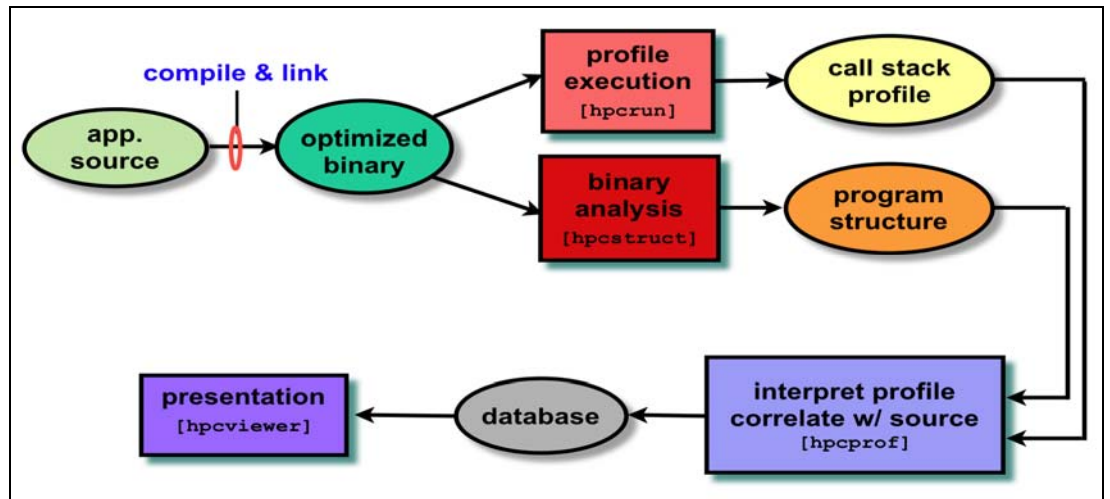 compile & link
app.
source
optimized
binary
profile
execution
[hpcrun]
call stack
profile
binary
analysis
[hpcstruct]
program
structure
interpret profile
correlate w/ source
[hpcprof]
database
presentation
[hpcviewer]